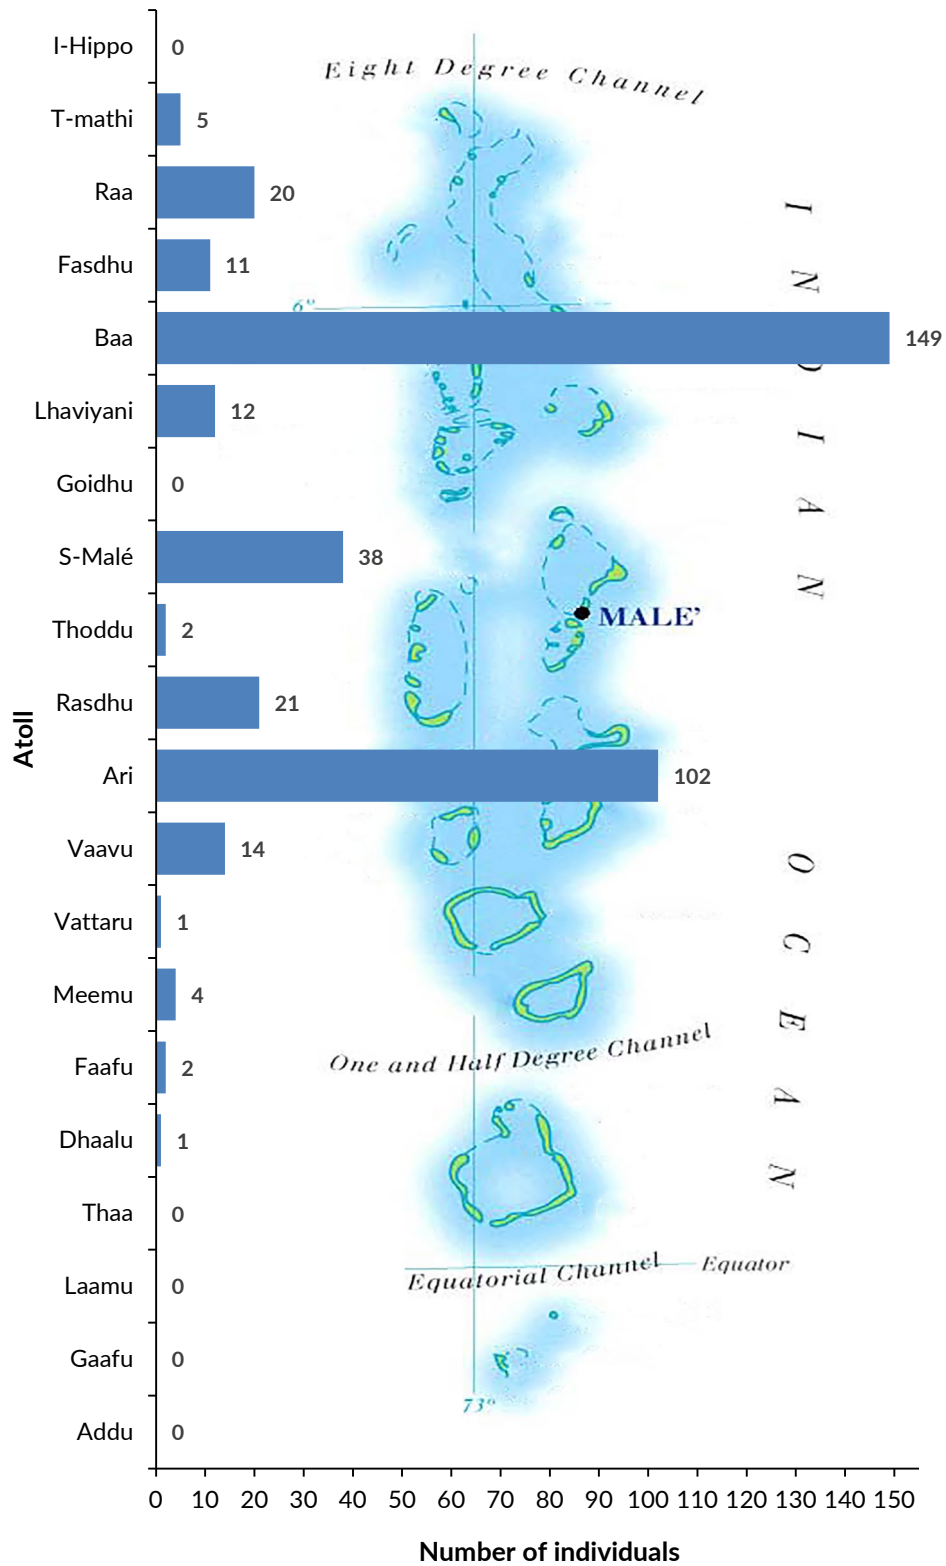 I-Hippo 0
Eight Degree Channel
T-mathi 5
Raa 20
Fasdhu 11
6°
Baa 149
Lhaviyani 12
Goidhu 0
S-Malé 38
Thoddu 2
MALE'
Rasdhu 21
Atoll
Ari 102
Vaavu 14
Vattaru 1
Meemu 4
Faafu 2
One and Half Degree Channel
Dhaalu 1
Thaa 0
INDIAN OCEAN
Laamu 0
Equatorial Channel
Equator
Gaafu 0
73°
Addu 0
0 10 20 30 40 50 60 70 80 90 100 110 120 130 140 150
Number of individuals